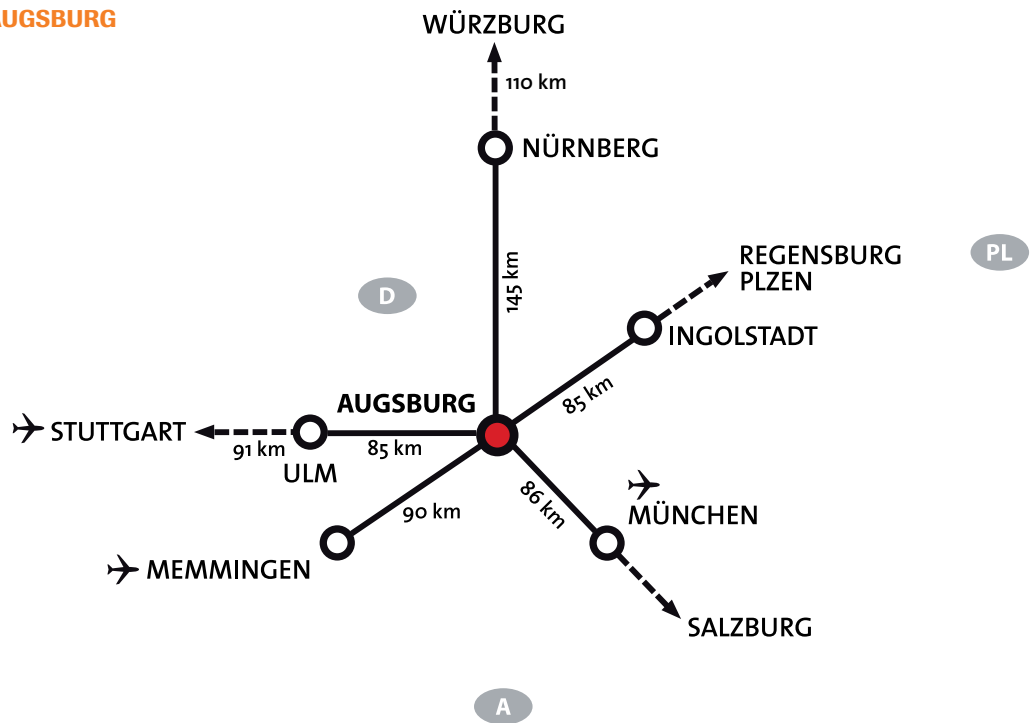 AUGSBURG
WÜRZBURG
110 km
NÜRNBERG
145 km
REGENSBURG
PLZEN
PL
D
INGOLSTADT
85 km
AUGSBURG
STUTTGART
91 km
85 km
ULM
90 km
86 km
MÜNCHEN
MEMMINGEN
SALZBURG
A